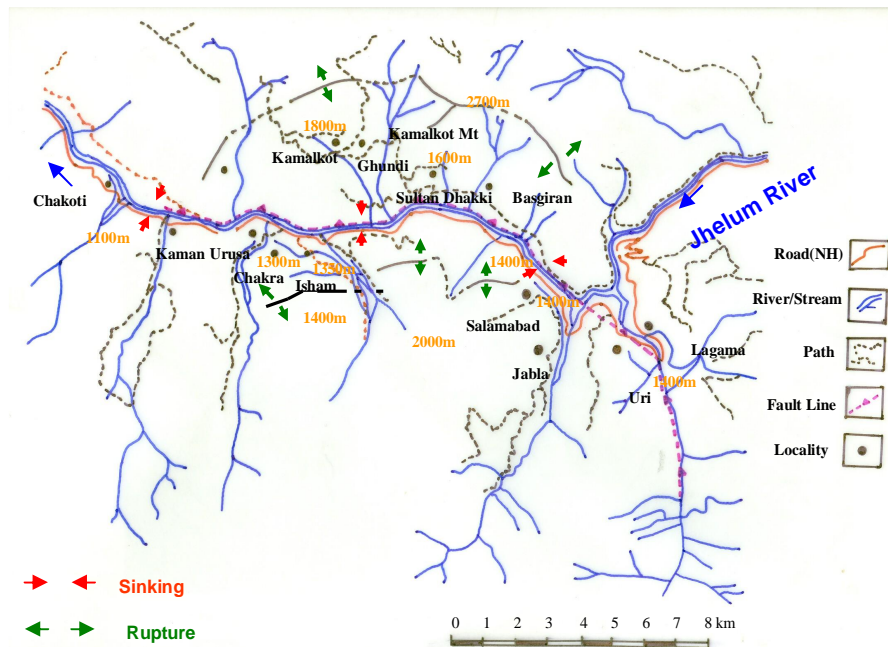 2700m
1800m
Kamalkot Mt
Kamalkot
Ghundi
1600m
Chakoti
Sultan Dhakki
Basgiran
Jhelum River
1100m
Kaman Urusa
1300m
1350m
1400m
Chakra
Isham
1400m
1400m
2000m
Salamabad
Jabla
Lagama
1400m
Uri
Road(NH)
River/Stream
Path
Fault Line
Locality
Sinking
Rupture
0 1 2 3 4 5 6 7 8 km